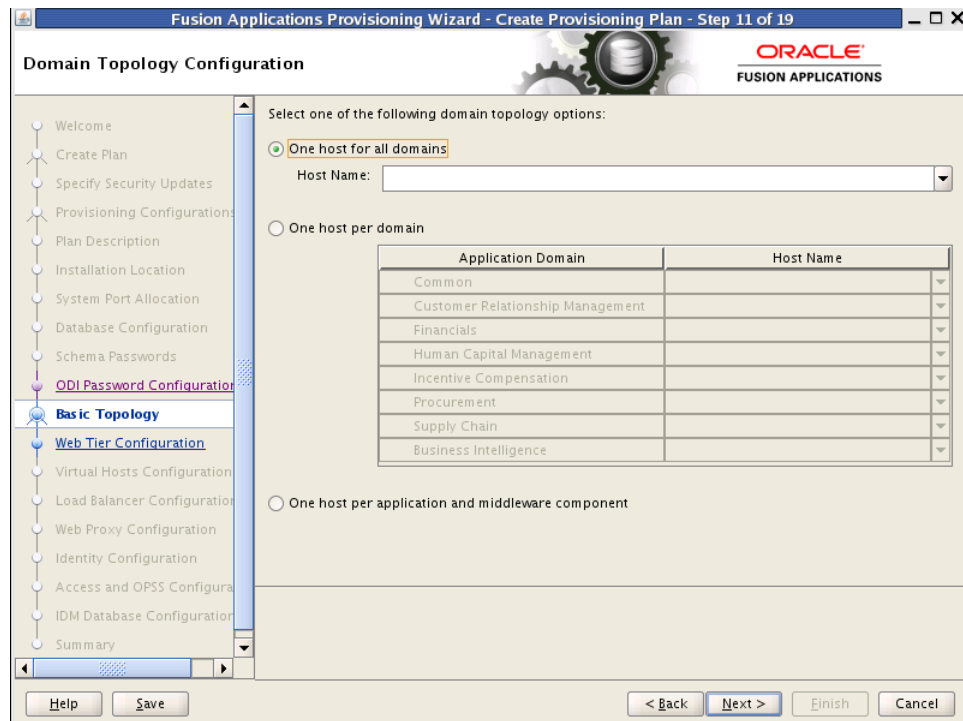 Fusion Applications Provisioning Wizard - Create Provisioning Plan - Step 11 of 19
Domain Topology Configuration
ORACLE
FUSION APPLICATIONS
Welcome
Create Plan
Specify Security Updates
Provisioning Configurations
Plan Description
Installation Location
System Port Allocation
Database Configuration
Schema Passwords
ODI Password Configuration
Basic Topology
Web Tier Configuration
Virtual Hosts Configuration
Load Balancer Configuration
Web Proxy Configuration
Identity Configuration
Access and OPSS Configura
IDM Database Configuration
Summary
Select one of the following domain topology options:
One host for all domains
Host Name:
One host per domain
Application Domain Host Name
Common
Customer Relationship Management
Financials
Human Capital Management
Incentive Compensation
Procurement
Supply Chain
Business Intelligence
One host per application and middleware component
Help Save < Back Next > Finish Cancel